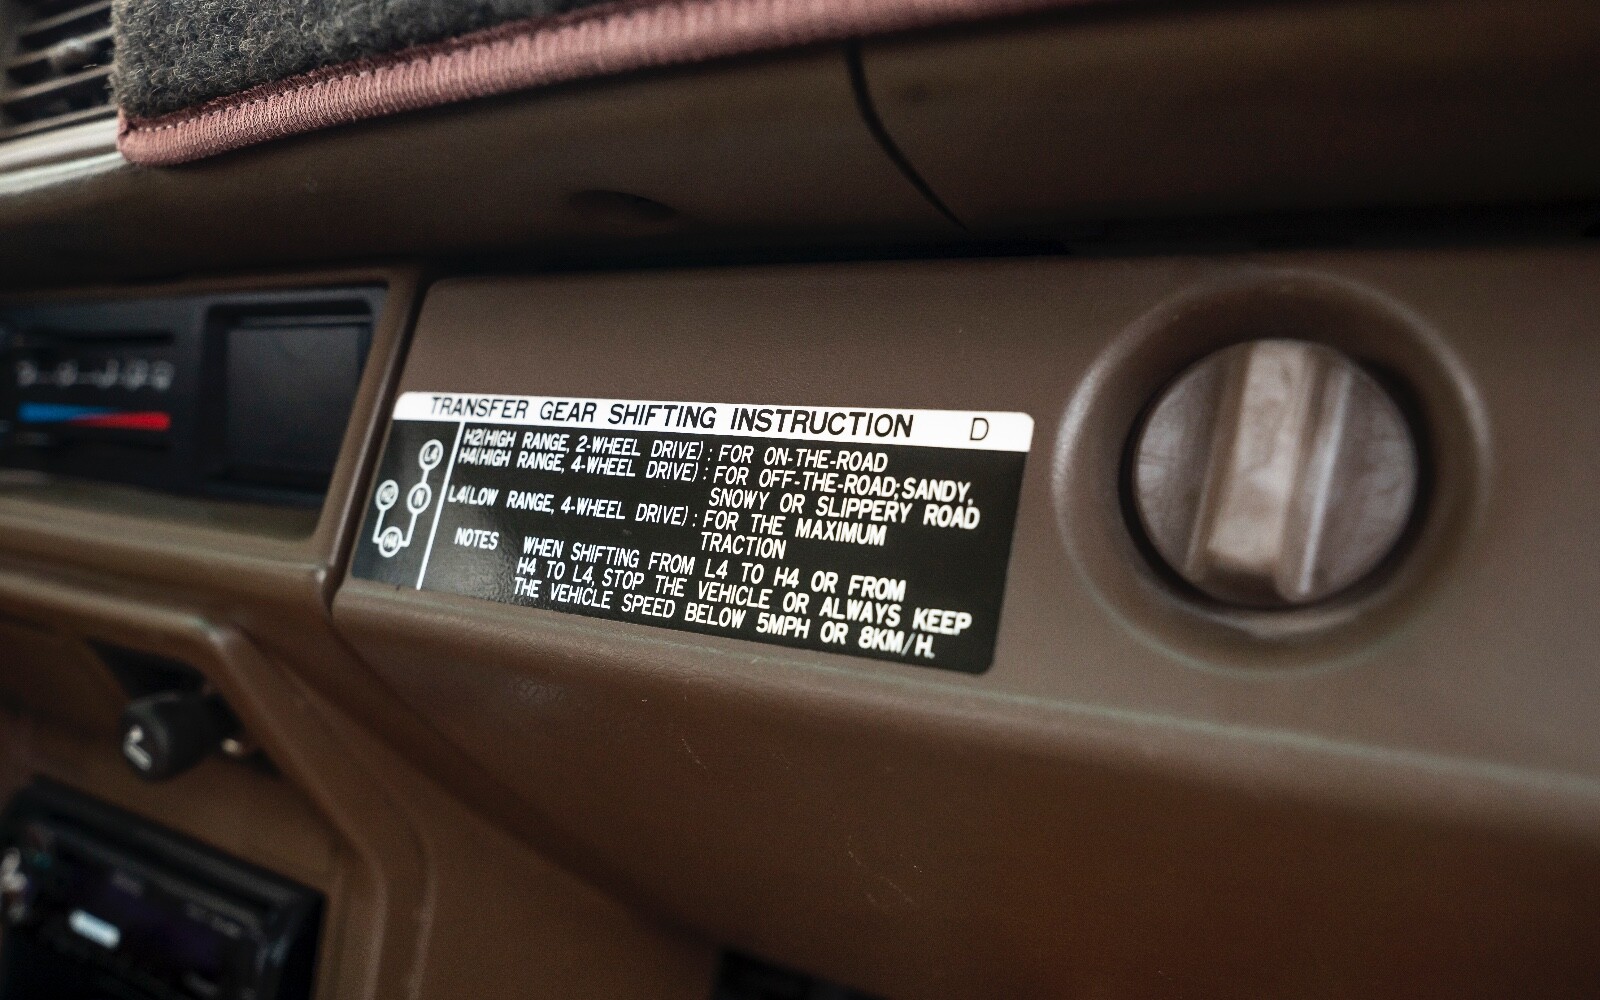 TRANSFER GEAR SHIFTING INSTRUCTION D
H2(HIGH RANGE, 2-WHEEL DRIVE) : FOR ON-THE-ROAD
H4(HIGH RANGE, 4-WHEEL DRIVE) : FOR OFF-THE-ROAD; SANDY,
SNOWY OR SLIPPERY ROAD
L4(LOW RANGE, 4-WHEEL DRIVE) : FOR THE MAXIMUM
TRACTION
NOTES WHEN SHIFTING FROM L4 TO H4 OR FROM
H4 TO L4, STOP THE VEHICLE OR ALWAYS KEEP
THE VEHICLE SPEED BELOW 5MPH OR 8KM/H.
L4
H2 N
H4